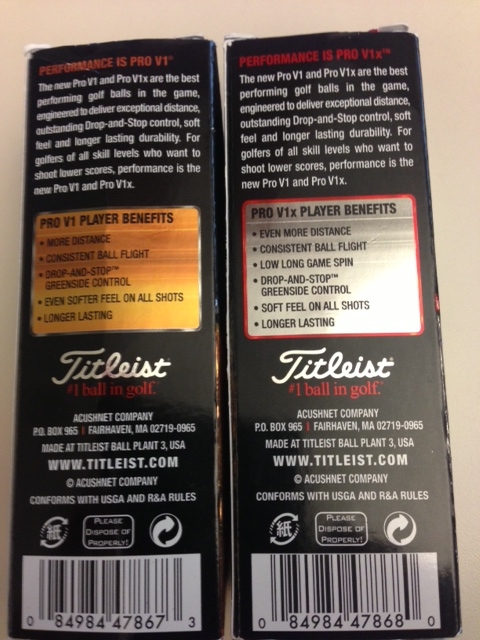 PERFORMANCE IS PRO V1®
The new Pro V1 and Pro V1x are the best
performing golf balls in the game,
engineered to deliver exceptional distance,
outstanding Drop-and-Stop control, soft
feel and longer lasting durability. For
golfers of all skill levels who want to
shoot lower scores, performance is the
new Pro V1 and Pro V1x.
PRO V1 PLAYER BENEFITS
• MORE DISTANCE
• CONSISTENT BALL FLIGHT
• DROP-AND-STOP™
GREENSIDE CONTROL
• EVEN SOFTER FEEL ON ALL SHOTS
• LONGER LASTING
Titleist
#1 ball in golf.
ACUSHNET COMPANY
P.O. BOX 965 | FAIRHAVEN, MA 02719-0965
MADE AT TITLEIST BALL PLANT 3, USA
WWW.TITLEIST.COM
© ACUSHNET COMPANY
CONFORMS WITH USGA AND R&A RULES
紙
PLEASE
DISPOSE OF
PROPERLY!
0 84984 47867 3
PERFORMANCE IS PRO V1x™
The new Pro V1 and Pro V1x are the best
performing golf balls in the game,
engineered to deliver exceptional distance,
outstanding Drop-and-Stop control, soft
feel and longer lasting durability. For
golfers of all skill levels who want to
shoot lower scores, performance is the
new Pro V1 and Pro V1x.
PRO V1x PLAYER BENEFITS
• EVEN MORE DISTANCE
• CONSISTENT BALL FLIGHT
• LOW LONG GAME SPIN
• DROP-AND-STOP™
GREENSIDE CONTROL
• SOFT FEEL ON ALL SHOTS
• LONGER LASTING
Titleist
#1 ball in golf.
ACUSHNET COMPANY
P.O. BOX 965 | FAIRHAVEN, MA 02719-0965
MADE AT TITLEIST BALL PLANT 3, USA
WWW.TITLEIST.COM
© ACUSHNET COMPANY
CONFORMS WITH USGA AND R&A RULES
紙
PLEASE
DISPOSE OF
PROPERLY!
0 84984 47868 0